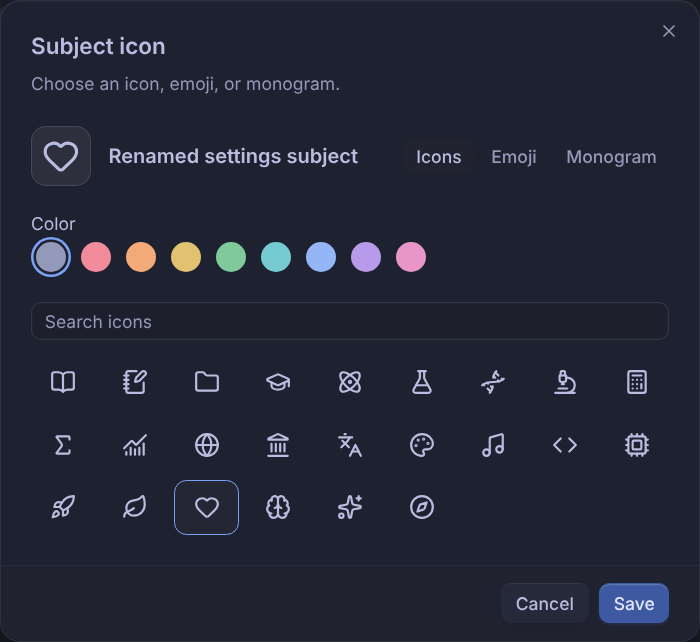 Subject icon
Choose an icon, emoji, or monogram.
Renamed settings subject
Icons Emoji Monogram
Color
Search icons
Cancel Save